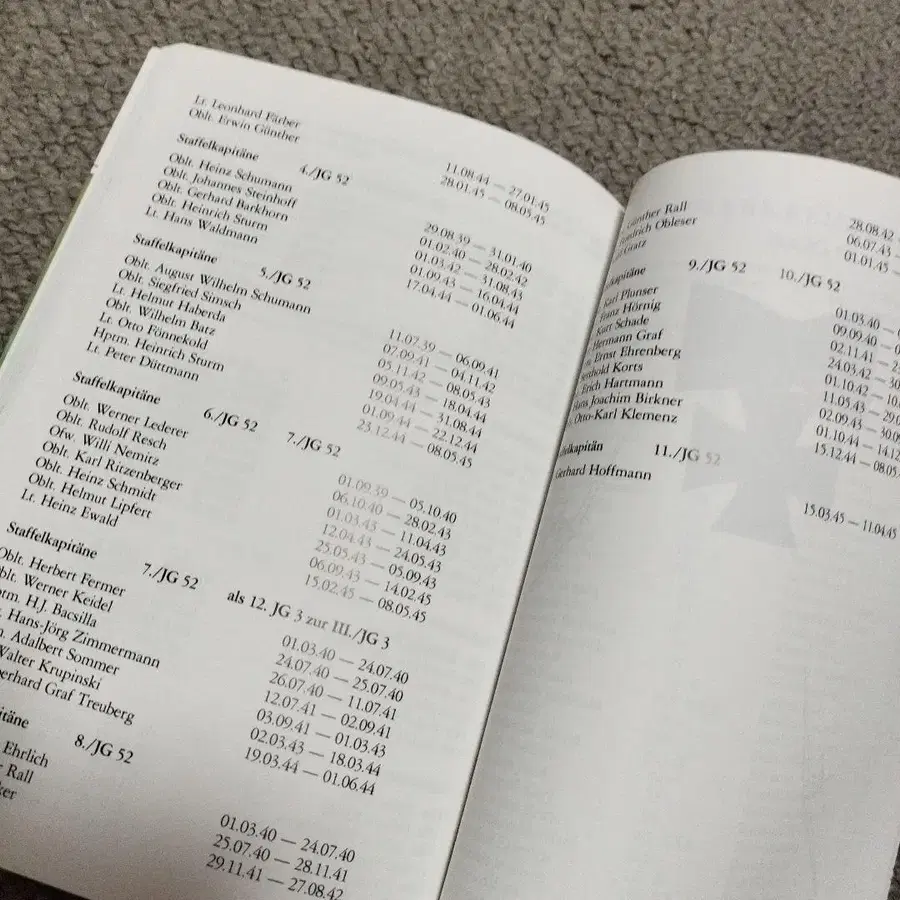 Lt. Leonhard Färber 11.08.44 — 27.01.45
Oblt. Erwin Günther 28.01.45 — 08.05.45
Staffelkapitäne 4./JG 52
Oblt. Heinz Schumann 29.08.39 — 31.01.40
Oblt. Johannes Steinhoff 01.02.40 — 28.02.42
Oblt. Gerhard Barkhorn 01.03.42 — 31.08.43
Oblt. Heinrich Sturm 01.09.43 — 16.04.44
Lt. Hans Waldmann 17.04.44 — 01.06.44
Staffelkapitäne 5./JG 52
Oblt. August Wilhelm Schumann 11.07.39 — 06.09.41
Oblt. Siegfried Simsch 07.09.41 — 04.11.42
Lt. Helmut Haberda 05.11.42 — 08.05.43
Oblt. Wilhelm Batz 09.05.43 — 18.04.44
Lt. Otto Fönnekold 19.04.44 — 31.08.44
Hptm. Heinrich Sturm 01.09.44 — 22.12.44
Lt. Peter Düttmann 23.12.44 — 08.05.45
Staffelkapitäne 6./JG 52 7./JG 52
Oblt. Werner Lederer 01.09.39 — 05.10.40
Oblt. Rudolf Resch 06.10.40 — 28.02.43
Ofw. Willi Nemitz 01.03.43 — 11.04.43
Oblt. Karl Ritzenberger 12.04.43 — 24.05.43
Oblt. Heinz Schmidt 25.05.43 — 05.09.43
Oblt. Helmut Lipfert 06.09.43 — 14.02.45
Lt. Heinz Ewald 15.02.45 — 08.05.45
Staffelkapitäne 7./JG 52 als 12. JG 3 zur III./JG 3
Oblt. Herbert Fermer 01.03.40 — 24.07.40
Oblt. Werner Keidel 24.07.40 — 25.07.40
H.J. Bacsilla 26.07.40 — 11.07.41
Hans-Jörg Zimmermann 12.07.41 — 02.09.41
Adalbert Sommer 03.09.41 — 01.03.43
Walter Krupinski 02.03.43 — 18.03.44
Graf Treuberg 19.03.44 — 01.06.44
8./JG 52
Ehrlich 01.03.40 — 24.07.40
Rall 25.07.40 — 28.11.41
29.11.41 — 27.08.42
Günther Rall 28.08.42 —
Friedrich Obleser 06.07.43 —
Gratz 01.01.45 —
9./JG 52 10./JG 52
Karl Plunser 01.03.40 —
Franz Hörnig 09.09.40 —
Kurt Schade 02.11.41 —
Hermann Graf 24.03.42 —
Ernst Ehrenberg 01.10.42 —
Korts 11.05.43 —
Erich Hartmann 02.09.43 —
Hans Joachim Birkner 01.10.44 —
Otto-Karl Klemenz 15.12.44 —
11./JG 52
Gerhard Hoffmann 15.03.45 — 11.04.45